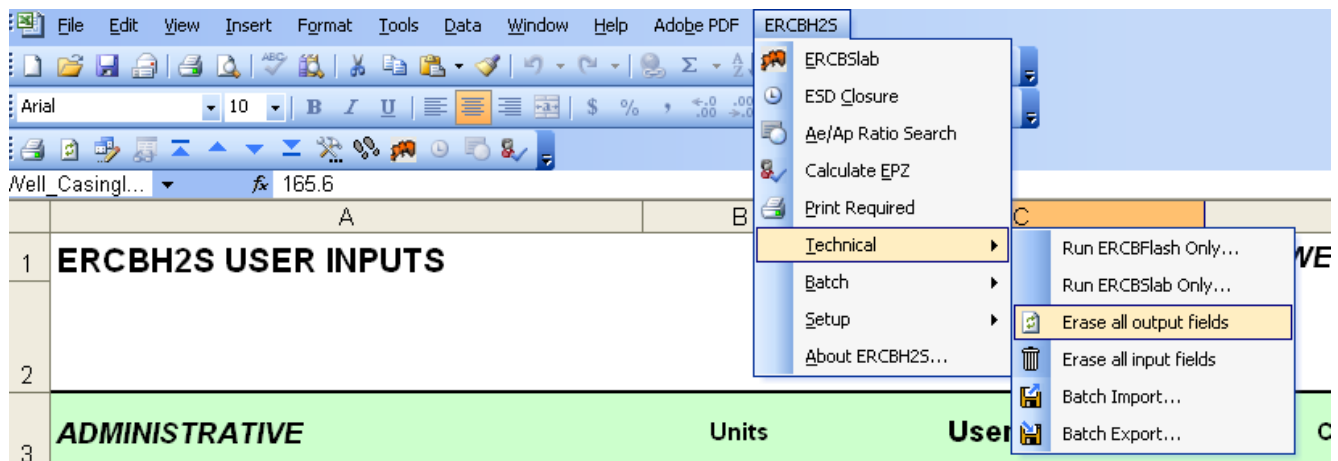 File Edit View Insert Format Tools Data Window Help Adobe PDF ERCBH2S
ERCBSlab
Arial 10 B I U $ % ,
ESD Closure
Ae/Ap Ratio Search
Calculate EPZ
Well_CasingI... fx 165.6
Print Required
A B C
Technical
Run ERCBFlash Only...
1 ERCBH2S USER INPUTS
Batch
Run ERCBSlab Only...
Setup
Erase all output fields
About ERCBH2S...
Erase all input fields
2
Batch Import...
3 ADMINISTRATIVE Units User
Batch Export...